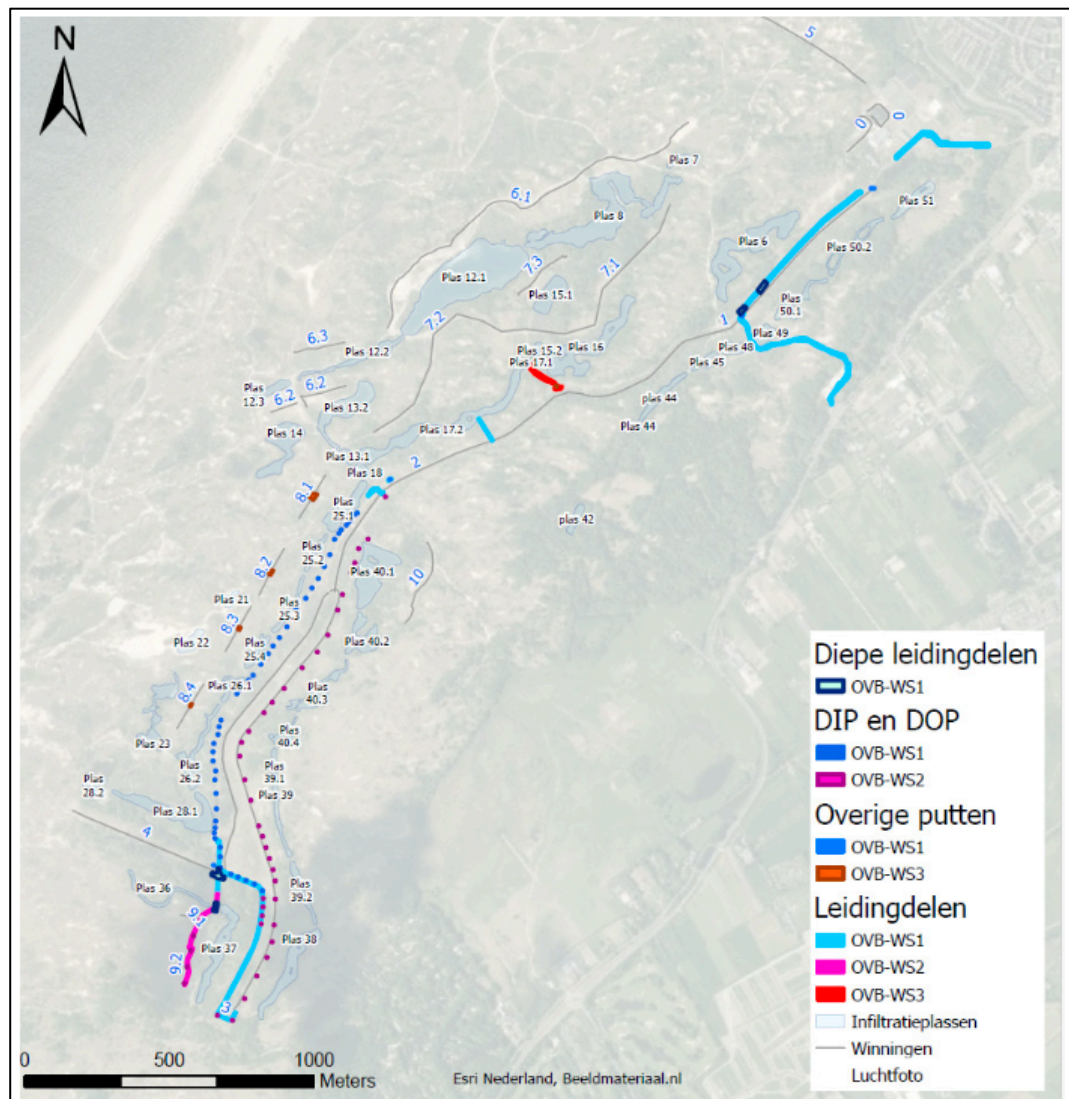 N
5
0
0
Plas 7
6.1
Plas 51
Plas 8
Plas 6
Plas 50.2
Plas 12.1
7.3
7.1
Plas 15.1
Plas
50.1
7.2
1
6.3
Plas 49
Plas 12.2
Plas 15.2
Plas 16
Plas 48
Plas 17.1
Plas 45
Plas
12.3
6.2
6.2
Plas 13.2
plas 44
Plas 44
Plas 14
Plas 17.2
Plas 13.1
2
Plas 18
8.1
Plas
25.1
plas 42
Plas
25.2
8.2
Plas 40.1
10
Plas 21
Plas
25.3
8.3
Plas 22
Plas
25.4
Plas 40.2
8.4
Plas 26.1
Plas
40.3
Plas 23
Plas
40.4
Plas
26.2
Plas
39.1
Plas
28.2
Plas 39
Plas 28.1
4
Plas 36
Plas
39.2
9.1
Plas 37
Plas 38
9.2
3
Diepe leidingdelen
OVB-WS1
DIP en DOP
OVB-WS1
OVB-WS2
Overige putten
OVB-WS1
OVB-WS3
Leidingdelen
OVB-WS1
OVB-WS2
OVB-WS3
Infiltratieplassen
Winningen
Luchtfoto
0 500 1000
Meters
Esri Nederland, Beeldmateriaal.nl